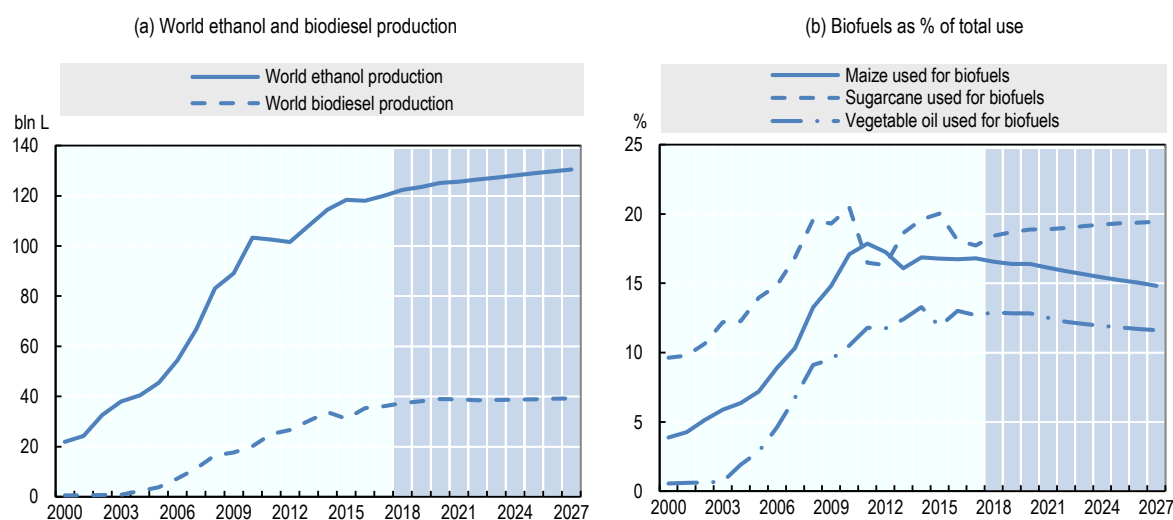 (a) World ethanol and biodiesel production
World ethanol production
World biodiesel production
bln L
140
120
100
80
60
40
20
0
2000 2003 2006 2009 2012 2015 2018 2021 2024 2027
(b) Biofuels as % of total use
Maize used for biofuels
Sugarcane used for biofuels
Vegetable oil used for biofuels
%
25
20
15
10
5
0
2000 2003 2006 2009 2012 2015 2018 2021 2024 2027